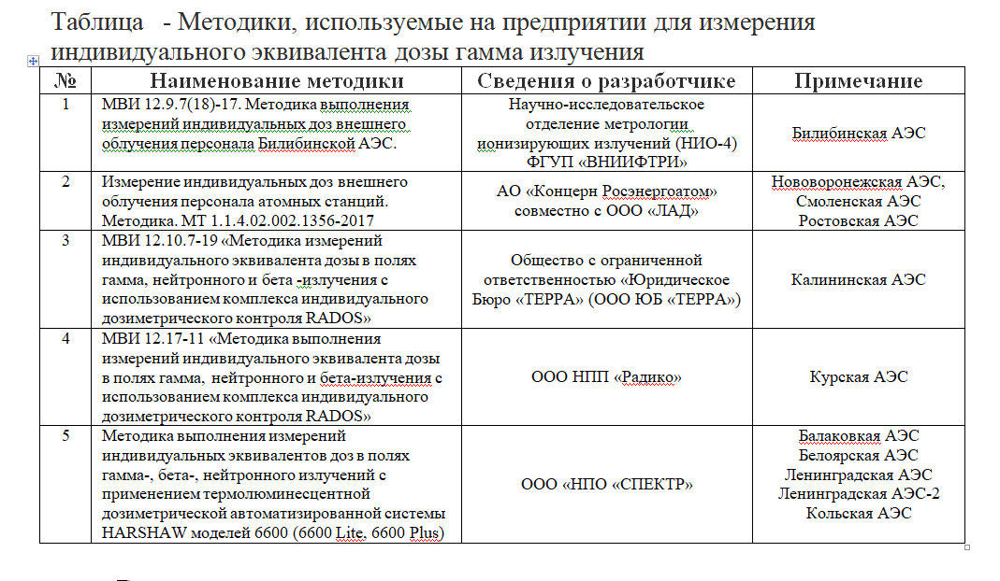 Таблица - Методики, используемые на предприятии для измерения
индивидуального эквивалента дозы гамма излучения
№ Наименование методики Сведения о разработчике Примечание
1
МВИ 12.9.7(18)-17. Методика выполнения
измерений индивидуальных доз внешнего
облучения персонала Билибинской АЭС.
Научно-исследовательское
отделение метрологии
ионизирующих излучений (НИО-4)
ФГУП «ВНИИФТРИ»
Билибинская АЭС
2
Измерение индивидуальных доз внешнего
облучения персонала атомных станций.
Методика. МТ 1.1.4.02.002.1356-2017
АО «Концерн Росэнергоатом»
совместно с ООО «ЛАД»
Нововоронежская АЭС,
Смоленская АЭС
Ростовская АЭС
3
МВИ 12.10.7-19 «Методика измерений
индивидуального эквивалента дозы в полях
гамма, нейтронного и бета -излучения с
использованием комплекса индивидуального
дозиметрического контроля RADOS»
Общество с ограниченной
ответственностью «Юридическое
Бюро «ТЕРРА» (ООО ЮБ «ТЕРРА»)
Калининская АЭС
4
МВИ 12.17-11 «Методика выполнения
измерений индивидуального эквивалента дозы
в полях гамма, нейтронного и бета-излучения с
использованием комплекса индивидуального
дозиметрического контроля RADOS»
ООО НПП «Радико»
Курская АЭС
5
Методика выполнения измерений
индивидуальных эквивалентов доз в полях
гамма-, бета-, нейтронного излучений с
применением термолюминесцентной
дозиметрической автоматизированной системы
HARSHAW моделей 6600 (6600 Lite, 6600 Plus)
ООО «НПО «СПЕКТР»
Балаковкая АЭС
Белоярская АЭС
Ленинградская АЭС
Ленинградская АЭС-2
Кольская АЭС